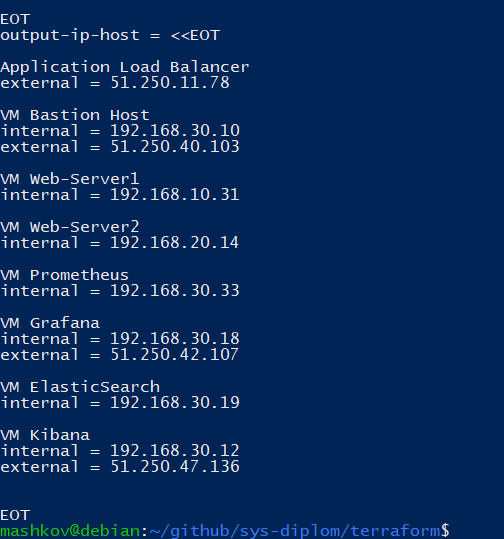 EOT
output-ip-host = <<EOT
Application Load Balancer
external = 51.250.11.78
VM Bastion Host
internal = 192.168.30.10
external = 51.250.40.103
VM Web-Server1
internal = 192.168.10.31
VM Web-Server2
internal = 192.168.20.14
VM Prometheus
internal = 192.168.30.33
VM Grafana
internal = 192.168.30.18
external = 51.250.42.107
VM ElasticSearch
internal = 192.168.30.19
VM Kibana
internal = 192.168.30.12
external = 51.250.47.136
EOT
mashkov@debian:~/github/sys-diplom/terraform$